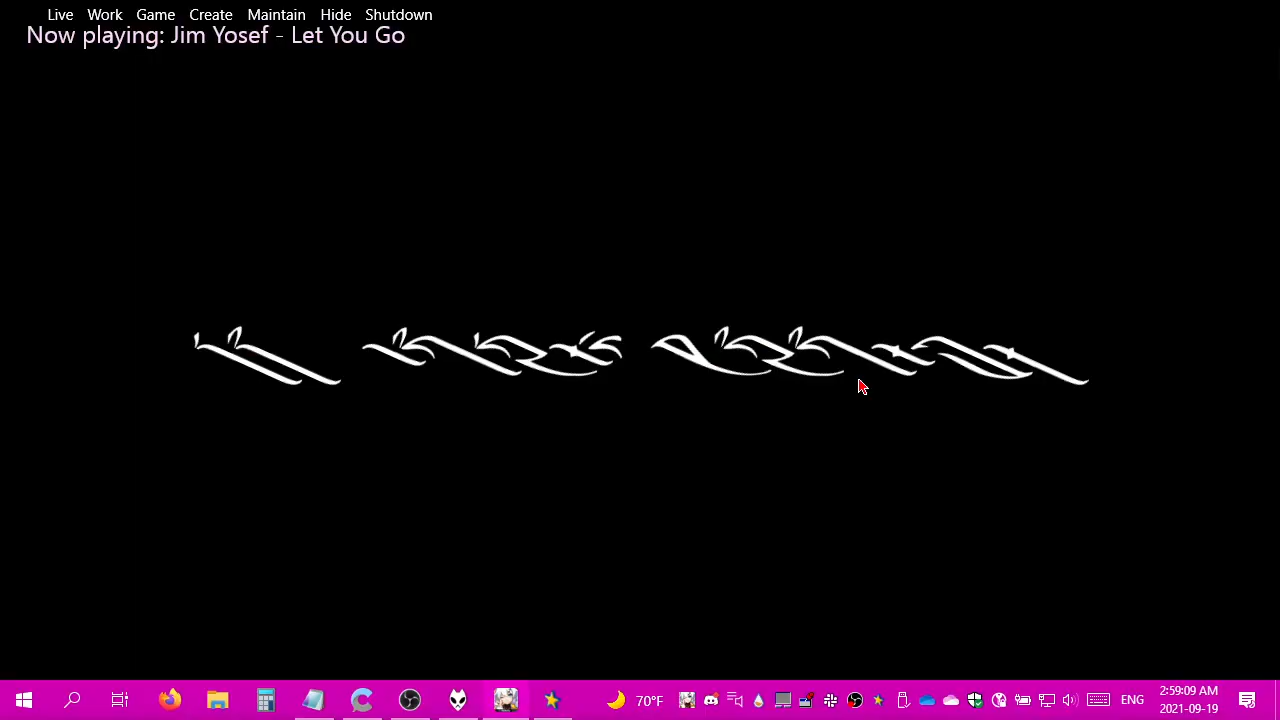 Live Work Game Create Maintain Hide Shutdown
Now playing: Jim Yosef - Let You Go
70°F
ENG
2:59:09 AM
2021-09-19